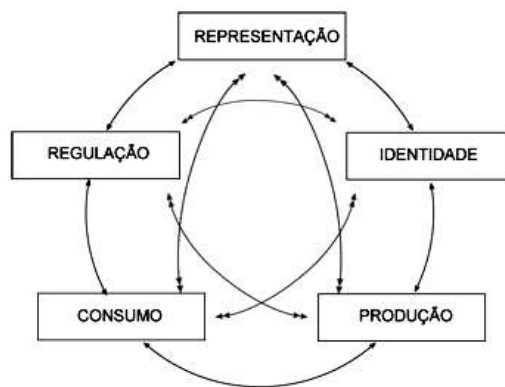 REPRESENTAÇÃO
REGULAÇÃO
IDENTIDADE
CONSUMO
PRODUÇÃO